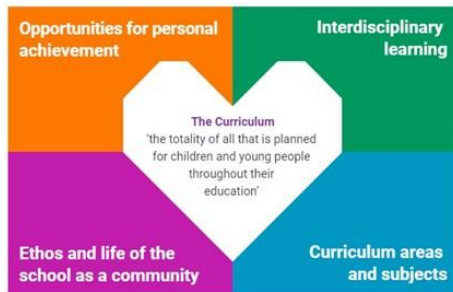 Opportunities for personal
achievement
Interdisciplinary
learning
The Curriculum
'the totality of all that is planned
for children and young people
throughout their
education'
Ethos and life of the
school as a community
Curriculum areas
and subjects